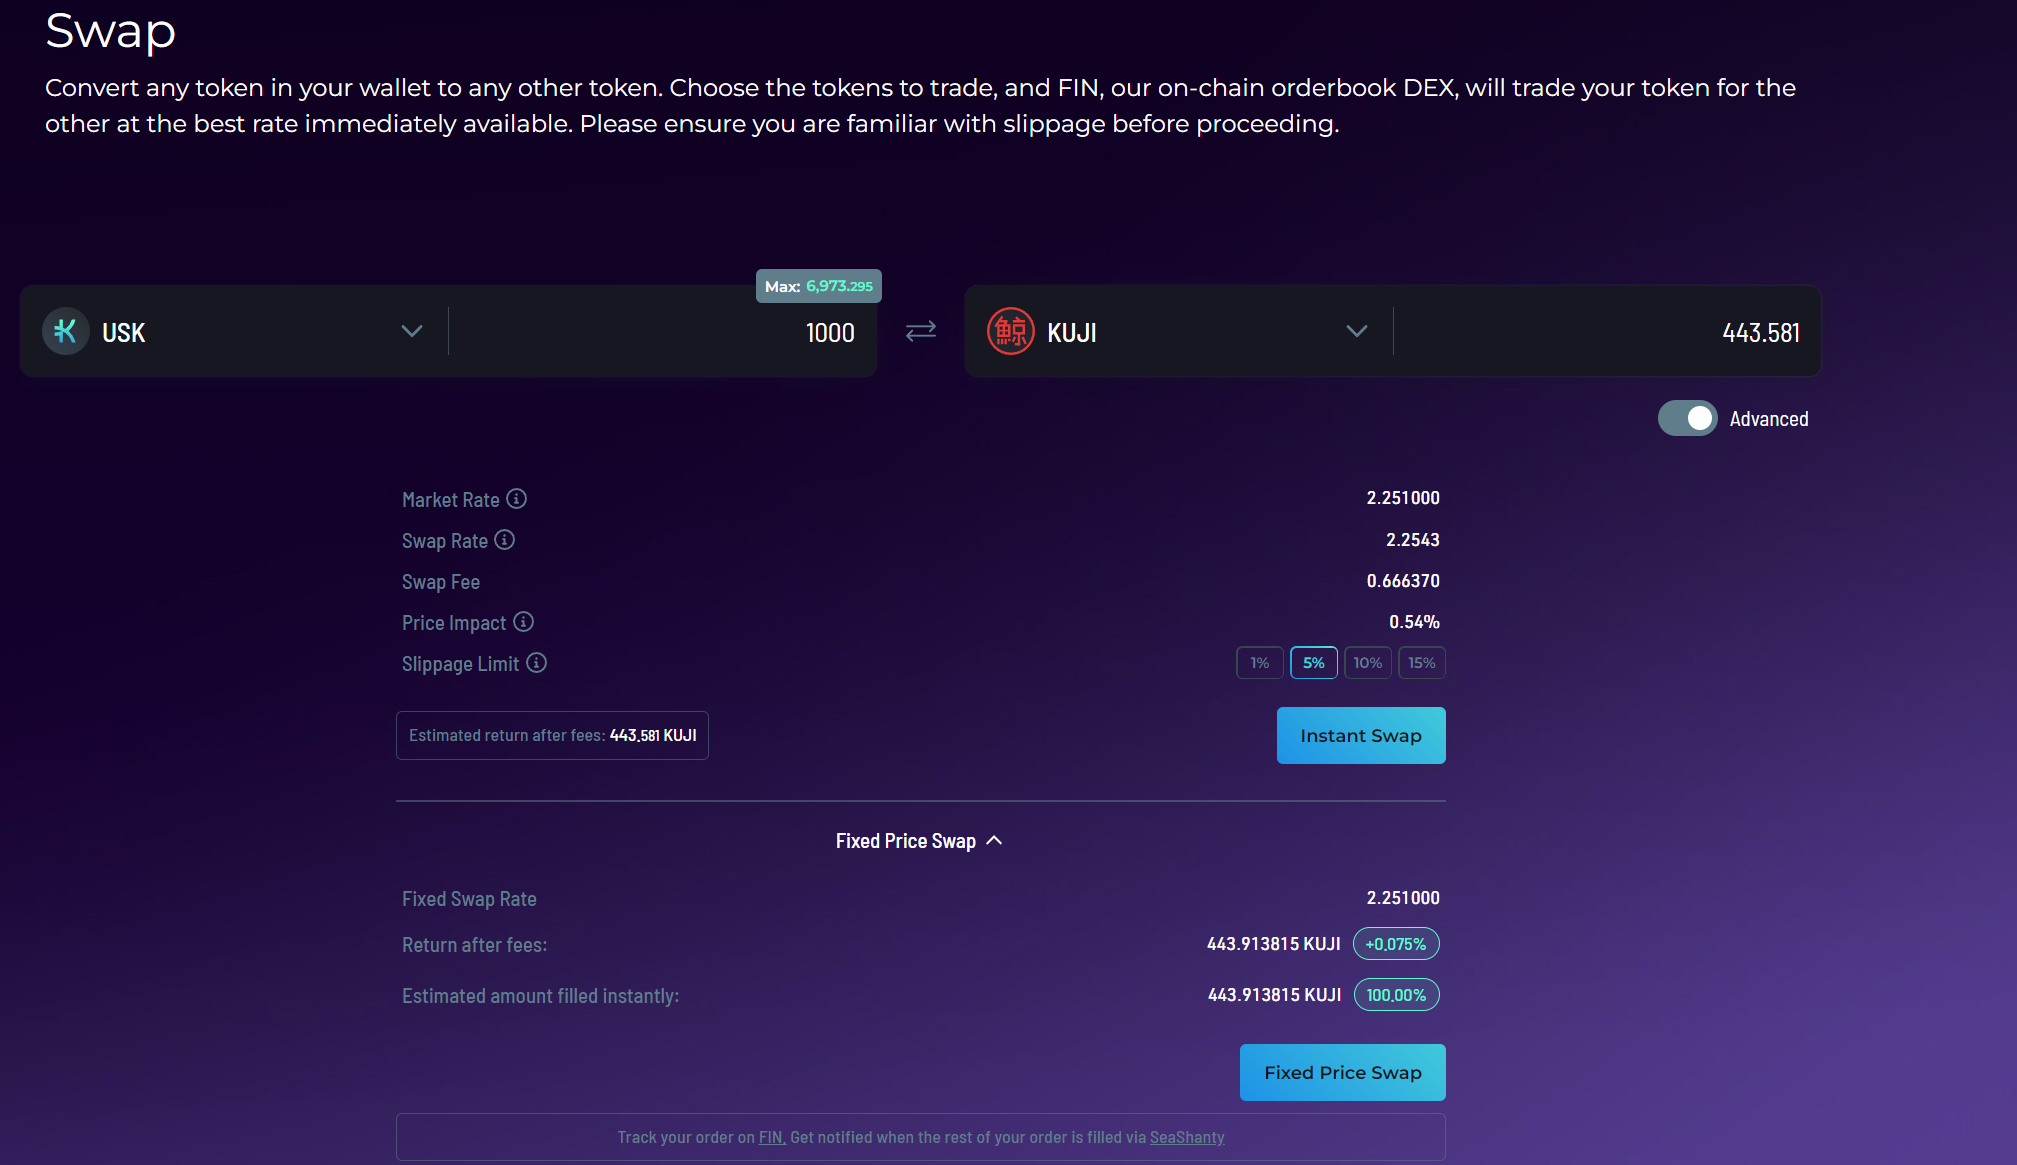 Swap
Convert any token in your wallet to any other token. Choose the tokens to trade, and FIN, our on-chain orderbook DEX, will trade your token for the
other at the best rate immediately available. Please ensure you are familiar with slippage before proceeding.
Max: 6,973.295
USK
1000
鯨
KUJI
443.581
Advanced
Market Rate
2.251000
Swap Rate
2.2543
Swap Fee
0.666370
Price Impact
0.54%
Slippage Limit
1% 5% 10% 15%
Estimated return after fees: 443.581 KUJI
Instant Swap
Fixed Price Swap
Fixed Swap Rate
2.251000
Return after fees:
443.913815 KUJI +0.075%
Estimated amount filled instantly:
443.913815 KUJI 100.00%
Fixed Price Swap
Track your order on FIN. Get notified when the rest of your order is filled via SeaShanty